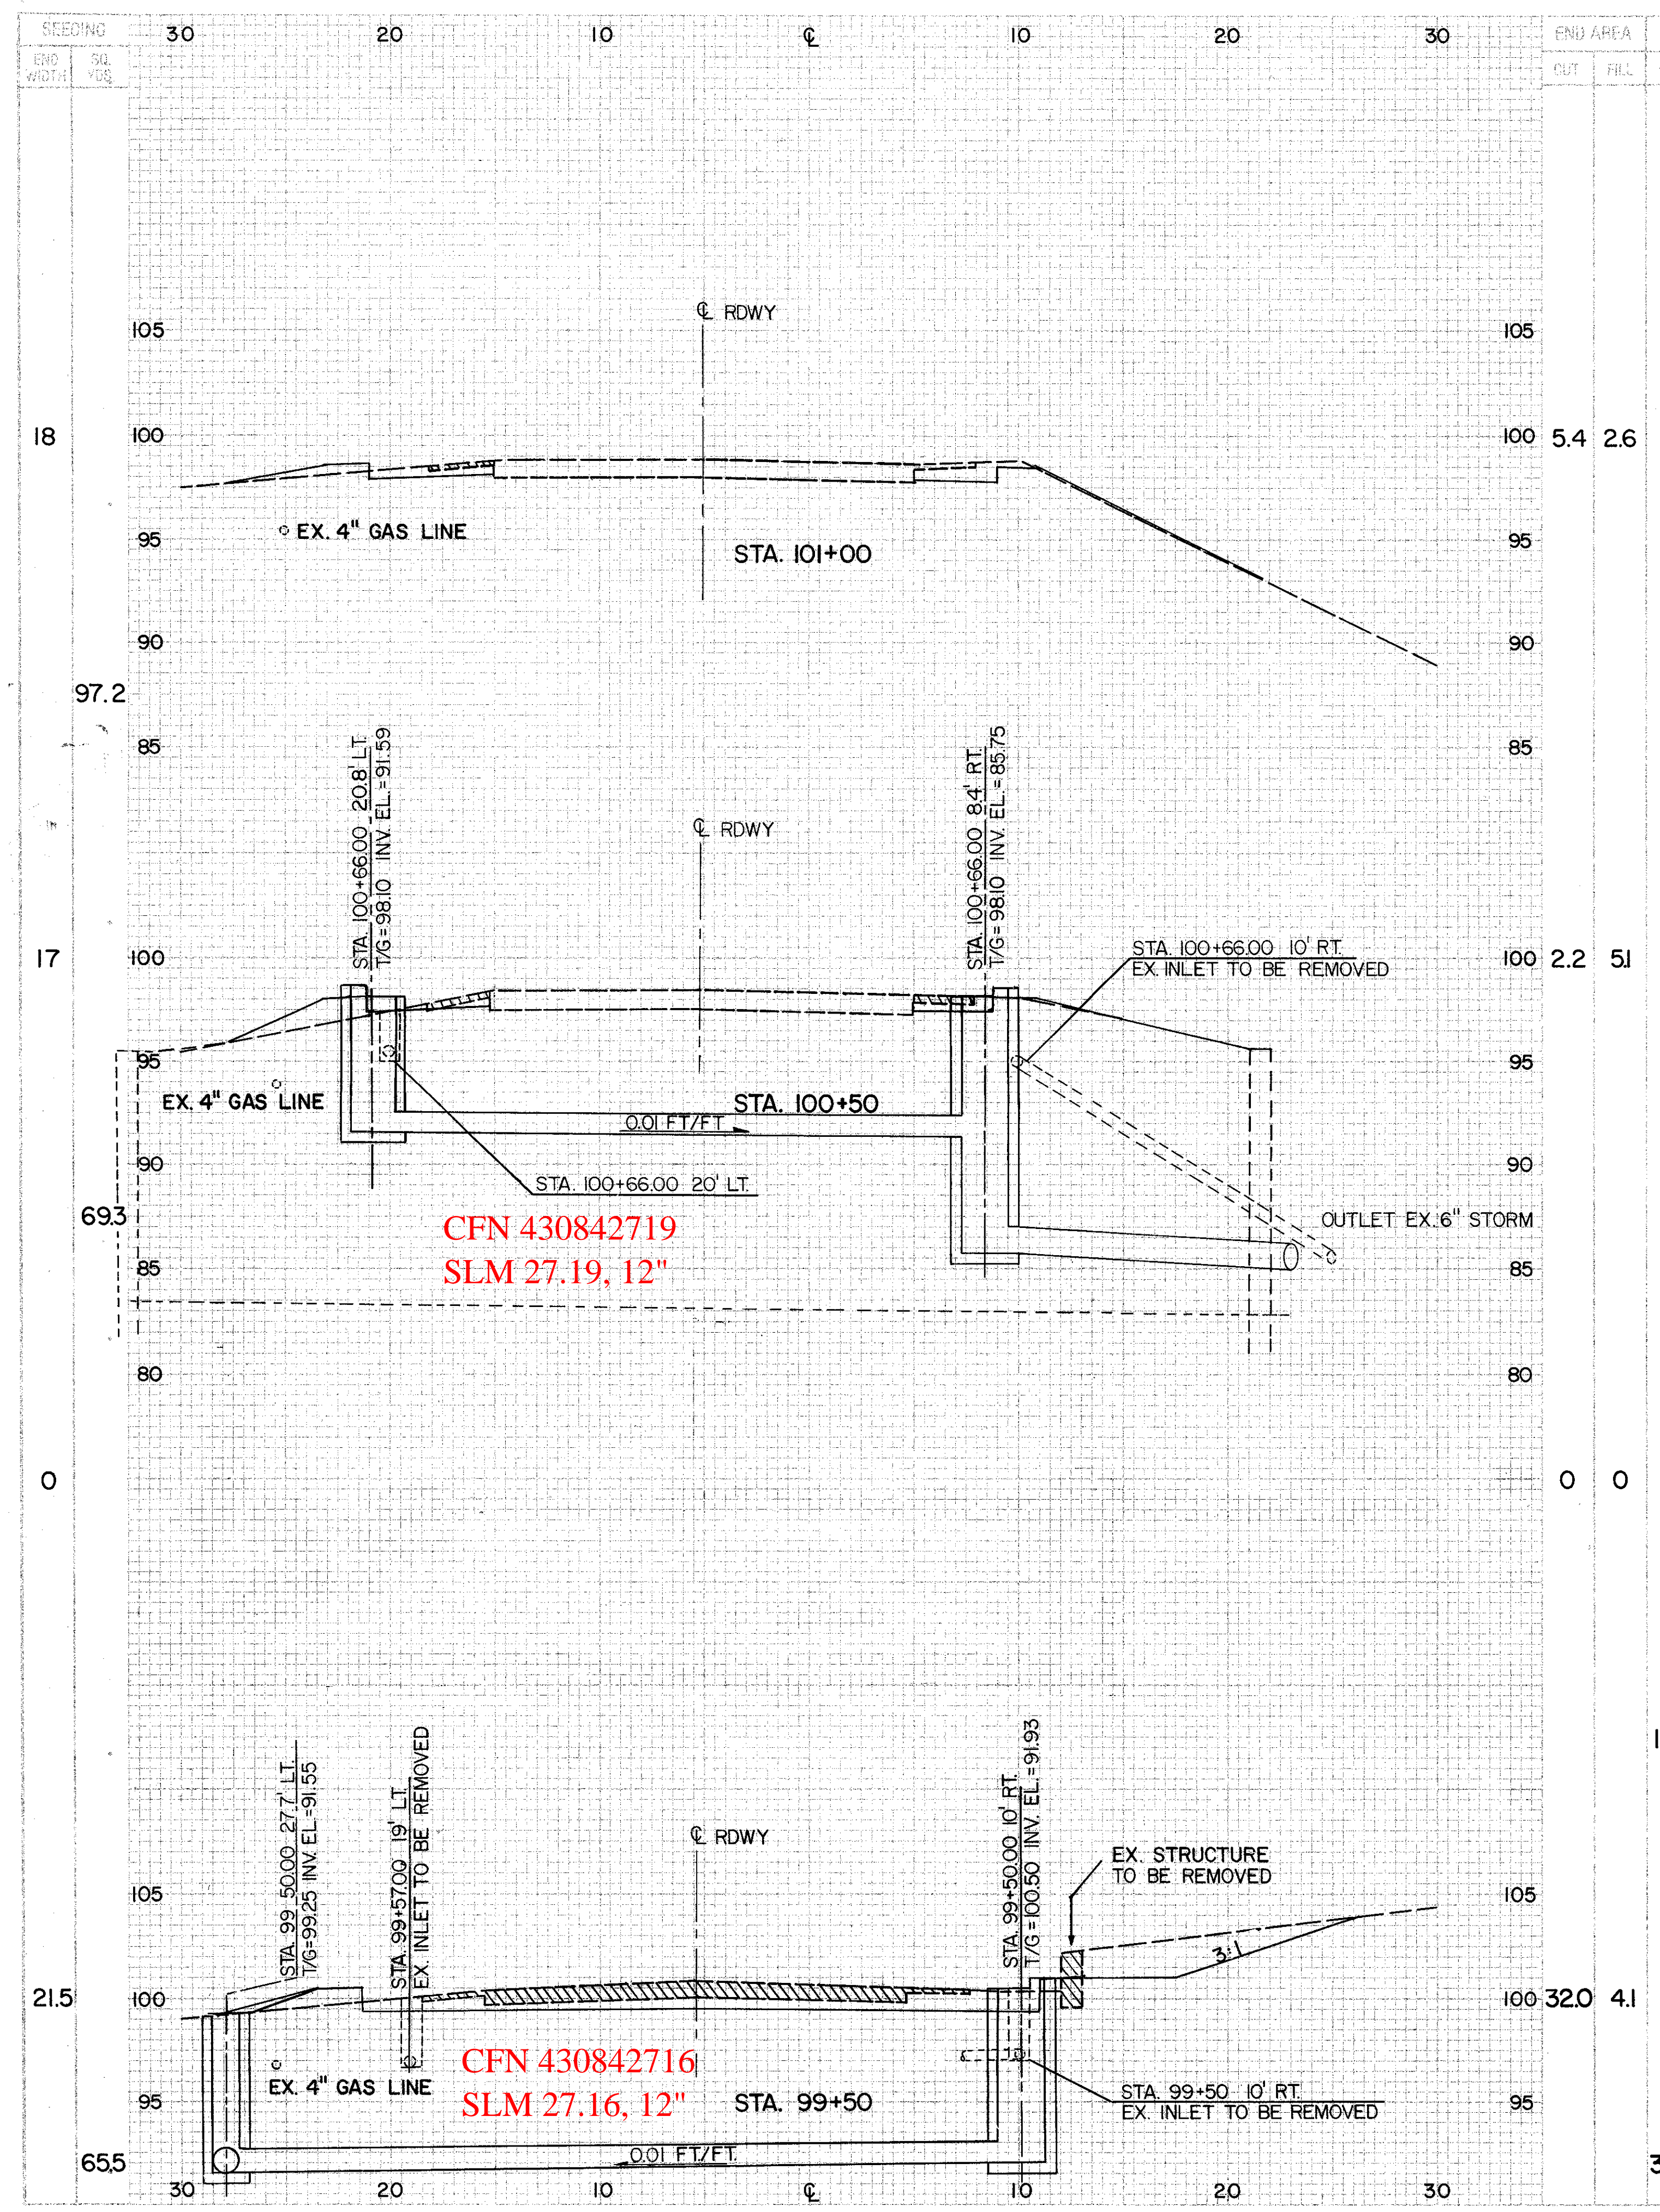 SEEDING
END WIDTH
SQ. YDS.
30 20 10 ℄ 10 20 30
END AREA
CUT FILL
℄ RDWY
105 105
18 100 100 5.4 2.6
EX. 4" GAS LINE
95 95
STA. 101+00
90 90
97.2
85 85
STA. 100+66.00 20.8' LT.
T/G=98.10 INV. EL.=91.59
℄ RDWY
STA. 100+66.00 8.4' RT.
T/G=98.10 INV. EL.=85.75
STA. 100+66.00 10' RT.
EX. INLET TO BE REMOVED
17 100 100 2.2 5.1
95 95
EX. 4" GAS LINE
STA. 100+50
0.01 FT/FT
90 90
STA. 100+66.00 20' LT.
69.3
CFN 430842719
SLM 27.19, 12"
OUTLET EX. 6" STORM
85 85
80 80
0 0 0
STA. 99 50.00 27.7' LT.
T/G=99.25 INV. EL.=91.55
STA. 99+57.00 19' LT.
EX. INLET TO BE REMOVED
℄ RDWY
STA. 99+50.00 10' RT.
T/G=100.50 INV. EL.=91.93
EX. STRUCTURE
TO BE REMOVED
105 105
3:1
21.5 100 100 32.0 4.1
CFN 430842716
SLM 27.16, 12"
EX. 4" GAS LINE
95 95
STA. 99+50
STA. 99+50 10' RT.
EX. INLET TO BE REMOVED
65.5
0.01 FT./FT.
30 20 10 ℄ 10 20 30